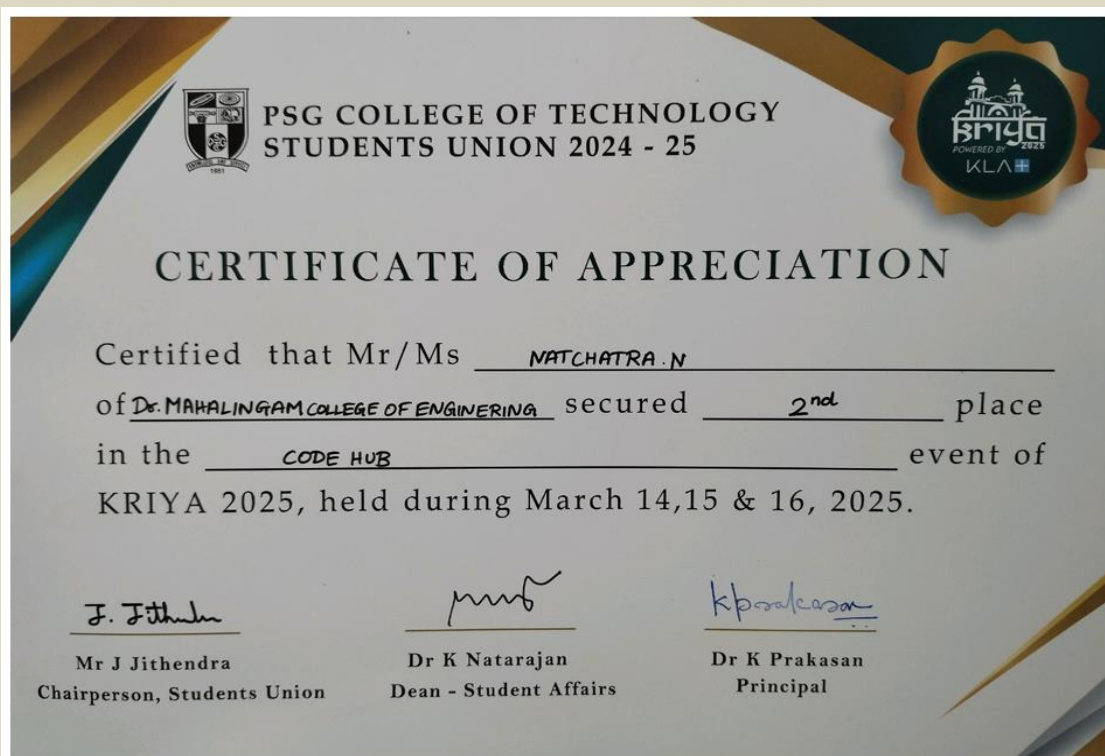 PSG COLLEGE OF TECHNOLOGY
STUDENTS UNION 2024 - 25
Kriya
2025
POWERED BY
KLA
CERTIFICATE OF APPRECIATION
Certified that Mr/Ms NATCHATRA.N
of Dr. MAHALINGAM COLLEGE OF ENGINERING secured 2nd place
in the CODE HUB event of
KRIYA 2025, held during March 14,15 & 16, 2025.
Mr J Jithendra Dr K Natarajan Dr K Prakasan
Chairperson, Students Union Dean - Student Affairs Principal